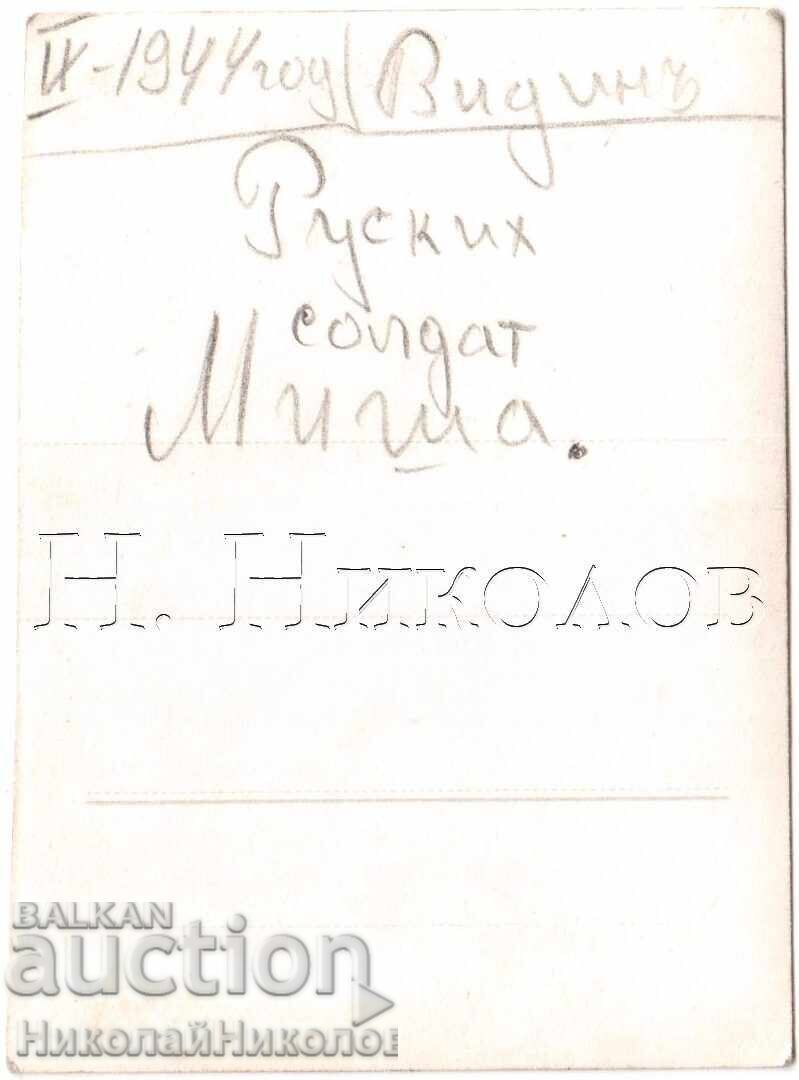 IX-1944 год/Видинъ
Руских
солдат
Миша.
Н. Николов
BALKAN
auction
НиколайНиколов